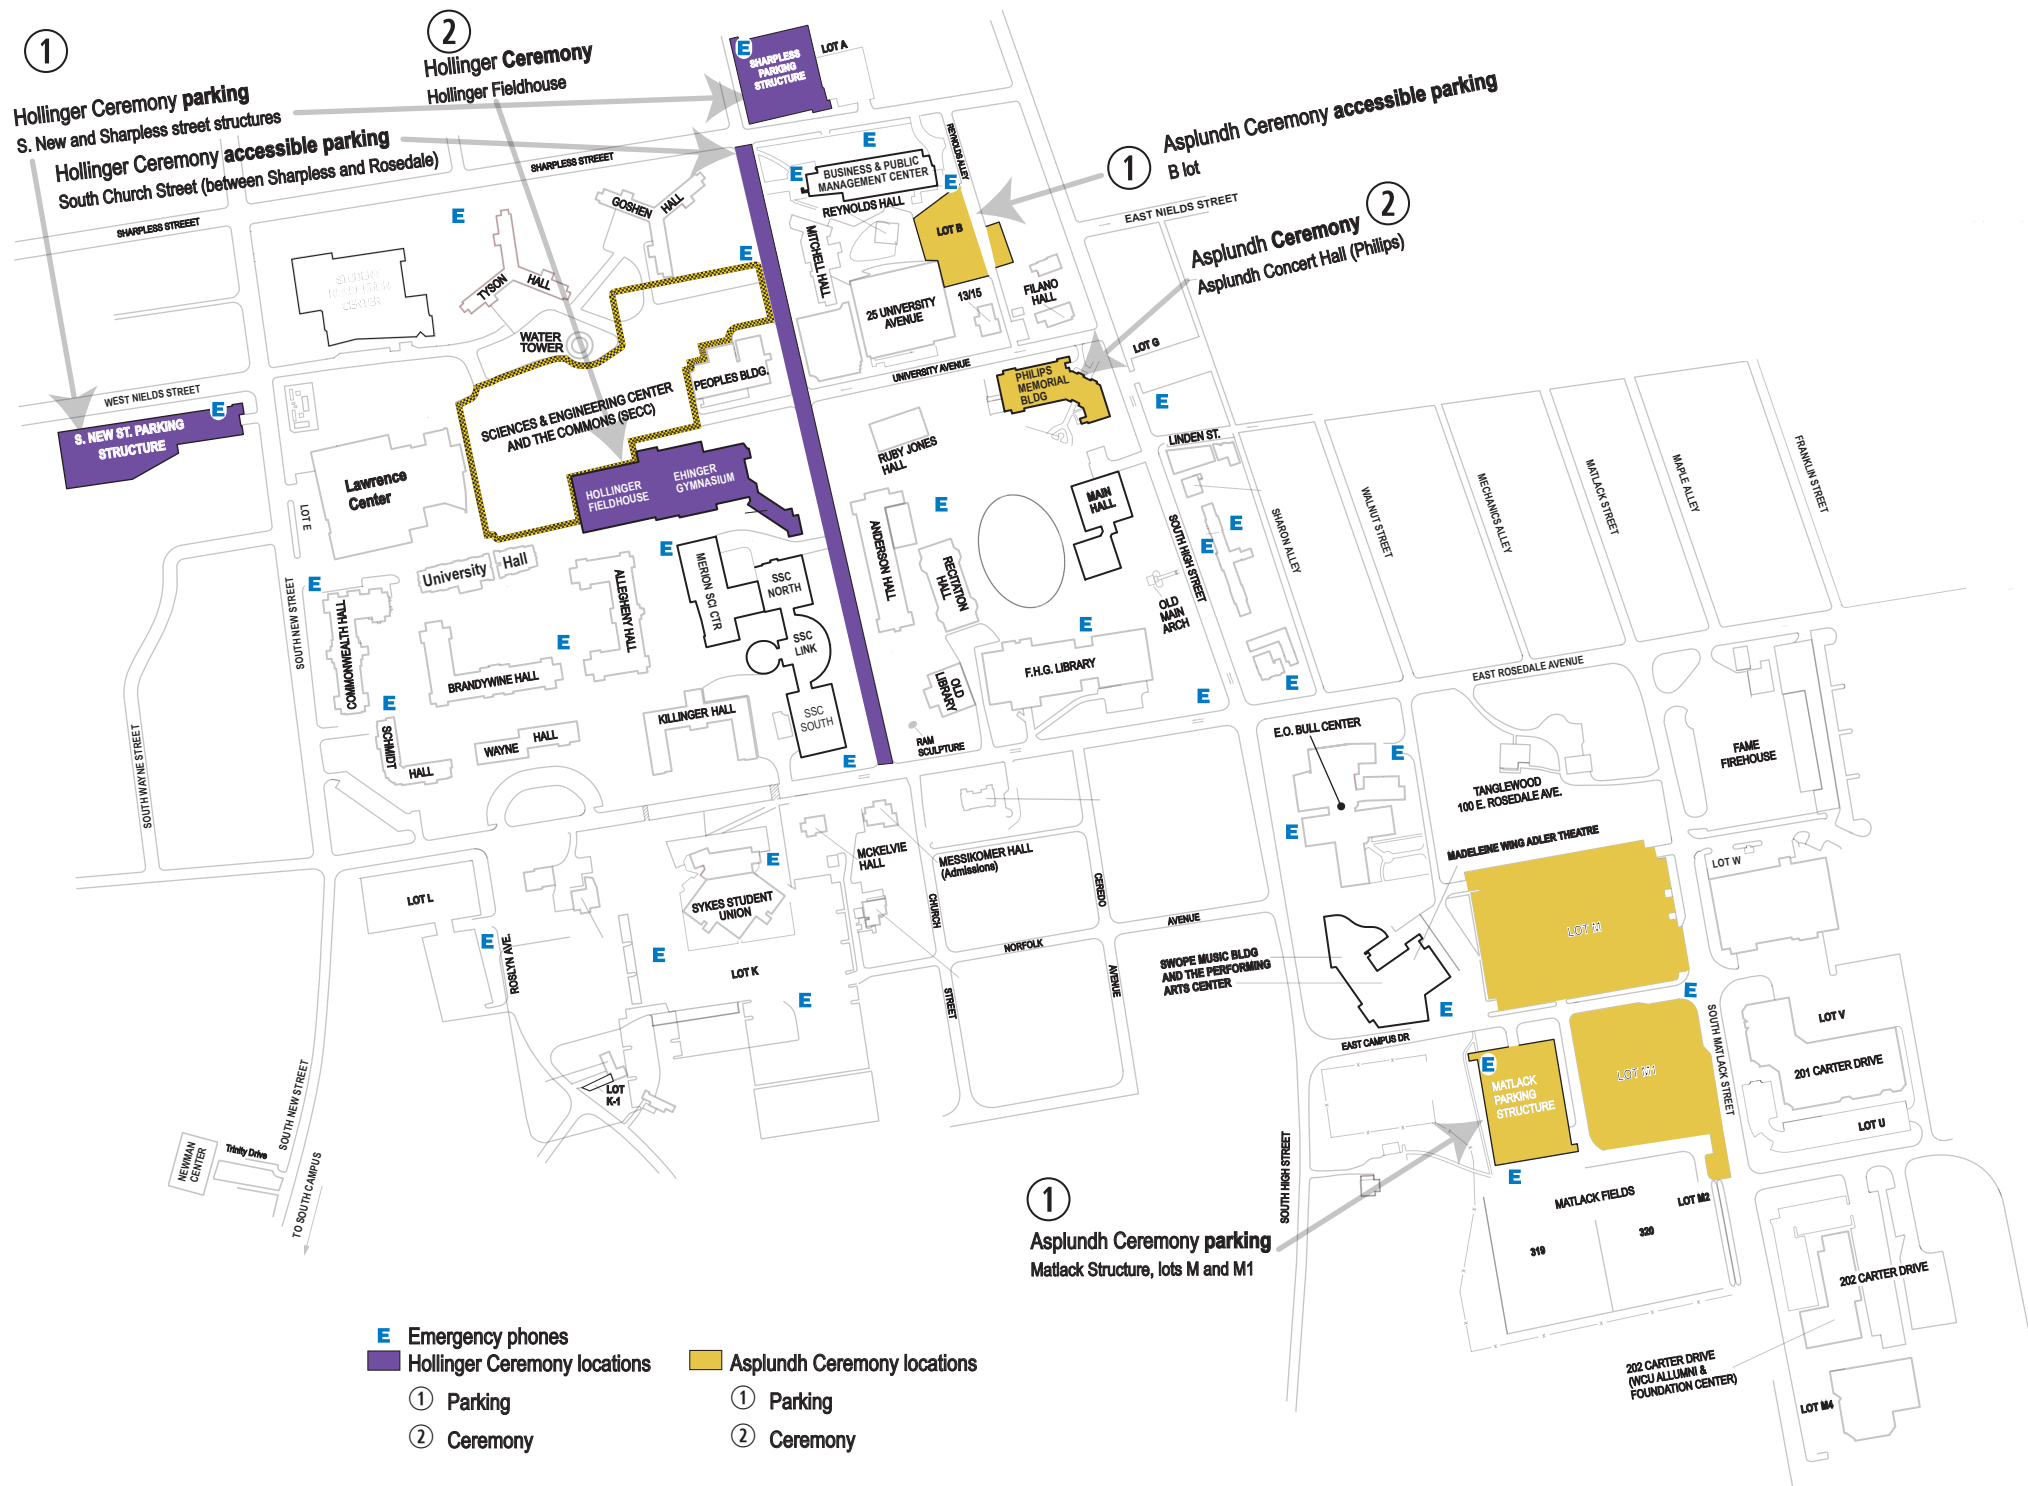 1
Hollinger Ceremony parking
S. New and Sharpless street structures
Hollinger Ceremony accessible parking
South Church Street (between Sharpless and Rosedale)
2
Hollinger Ceremony
Hollinger Fieldhouse
E
SHARPLESS
PARKING
STRUCTURE
LOT A
1
Asplundh Ceremony accessible parking
B lot
2
Asplundh Ceremony
Asplundh Concert Hall (Philips)
SHARPLESS STREEET
SHARPLESS STREEET
E
GOSHEN
HALL
TYSON
HALL
STUDENT
RECREATION
CENTER
WATER
TOWER
E
E
E
BUSINESS & PUBLIC
MANAGEMENT CENTER
REYNOLDS HALL
REYNOLDS ALLEY
E
LOT B
MITCHELL HALL
25 UNIVERSITY
AVENUE
13/15
FILANO
HALL
EAST NIELDS STREET
LOT G
UNIVERSITY AVENUE
PEOPLES BLDG.
SCIENCES & ENGINEERING CENTER
AND THE COMMONS (SECC)
PHILIPS
MEMORIAL
BLDG
E
LINDEN ST.
WEST NIELDS STREET
S. NEW ST. PARKING
STRUCTURE
E
Lawrence
Center
LOT E
HOLLINGER
FIELDHOUSE
EHINGER
GYMNASIUM
RUBY JONES
HALL
MAIN
HALL
E
ANDERSON HALL
RECITATION
HALL
SOUTH HIGH STREET
E
E
SHARON ALLEY
WALNUT STREET
MECHANICS ALLEY
MATLACK STREET
MAPLE ALLEY
FRANKLIN STREET
University
Hall
E
E
MERION SCI CTR
SSC
NORTH
SSC
LINK
SSC
SOUTH
ALLEGHENY HALL
COMMONWEALTH HALL
SOUTH NEW STREET
E
BRANDYWINE HALL
E
SCHMIDT
HALL
WAYNE
HALL
KILLINGER HALL
SOUTH WAYNE STREET
OLD
LIBRARY
RAM
SCULPTURE
E
F.H.G. LIBRARY
E
OLD
MAIN
ARCH
E
E
EAST ROSEDALE AVENUE
E.O. BULL CENTER
E
E
TANGLEWOOD
100 E. ROSEDALE AVE.
FAME
FIREHOUSE
MADELEINE WING ADLER THEATRE
LOT W
LOT M
LOT L
E
ROSLYN AVE.
SYKES STUDENT
UNION
E
MCKELVIE
HALL
MESSIKOMER HALL
(Admissions)
CHURCH
STREET
CEREDO
AVENUE
NORFOLK
AVENUE
E
LOT K
E
SWOPE MUSIC BLDG
AND THE PERFORMING
ARTS CENTER
E
E
EAST CAMPUS DR
LOT M1
SOUTH MATLACK STREET
LOT V
201 CARTER DRIVE
LOT U
E
MATLACK
PARKING
STRUCTURE
E
LOT
K-1
NEWMAN
CENTER
Trinity Drive
SOUTH NEW STREET
TO SOUTH CAMPUS
SOUTH HIGH STREET
1
Asplundh Ceremony parking
Matlack Structure, lots M and M1
MATLACK FIELDS
LOT M2
319
320
202 CARTER DRIVE
202 CARTER DRIVE
(WCU ALLUMNI &
FOUNDATION CENTER)
LOT M4
E Emergency phones
Hollinger Ceremony locations
1 Parking
2 Ceremony
Asplundh Ceremony locations
1 Parking
2 Ceremony